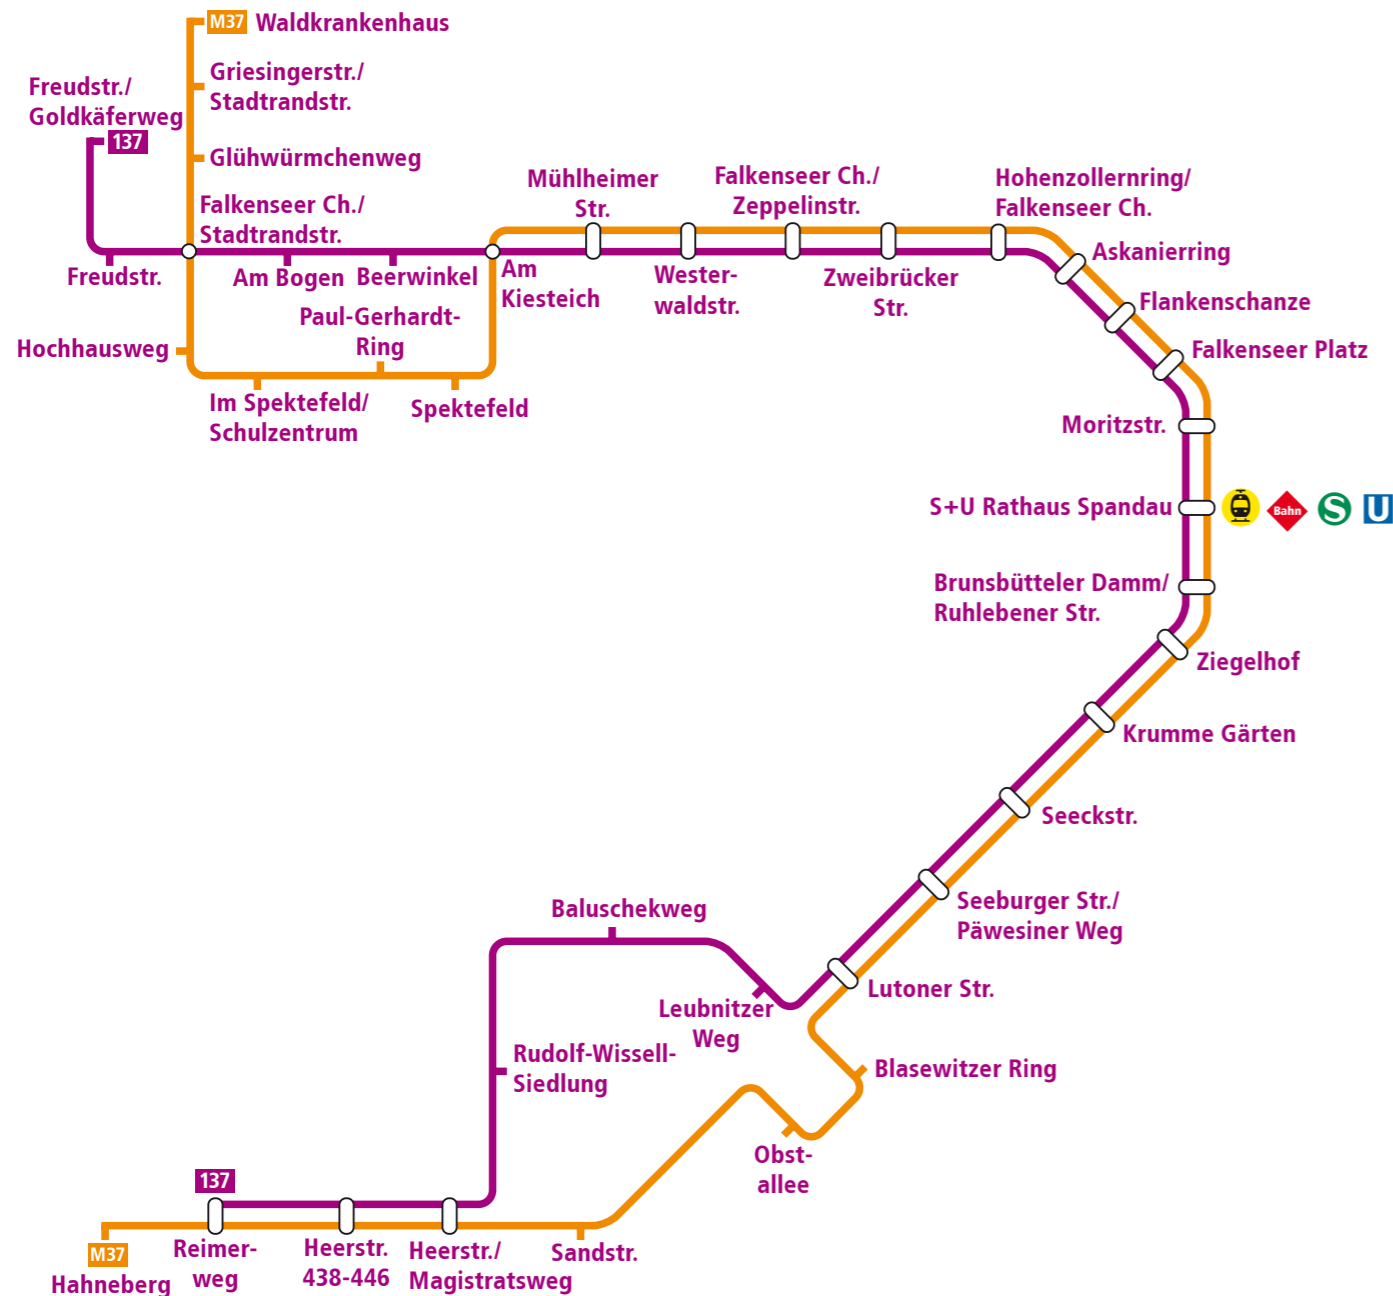 M37 Waldkrankenhaus
Griesingerstr./
Stadtrandstr.
Freudstr./
Goldkäferweg
137
Glühwürmchenweg
Falkenseer Ch./
Stadtrandstr.
Freudstr.
Am Bogen
Beerwinkel
Am
Kiesteich
Mühlheimer
Str.
Wester-
waldstr.
Falkenseer Ch./
Zeppelinstr.
Zweibrücker
Str.
Hohenzollernring/
Falkenseer Ch.
Askanierring
Flankenschanze
Falkenseer Platz
Hochhausweg
Paul-Gerhardt-
Ring
Im Spektefeld/
Schulzentrum
Spektefeld
Moritzstr.
S+U Rathaus Spandau
Bahn
S
U
Brunsbütteler Damm/
Ruhlebener Str.
Ziegelhof
Krumme Gärten
Seeckstr.
Seeburger Str./
Päwesiner Weg
Lutoner Str.
Baluschekweg
Leubnitzer
Weg
Rudolf-Wissell-
Siedlung
Blasewitzer Ring
Obst-
allee
137
M37
Hahneberg
Reimer-
weg
Heerstr.
438-446
Heerstr./
Magistratsweg
Sandstr.